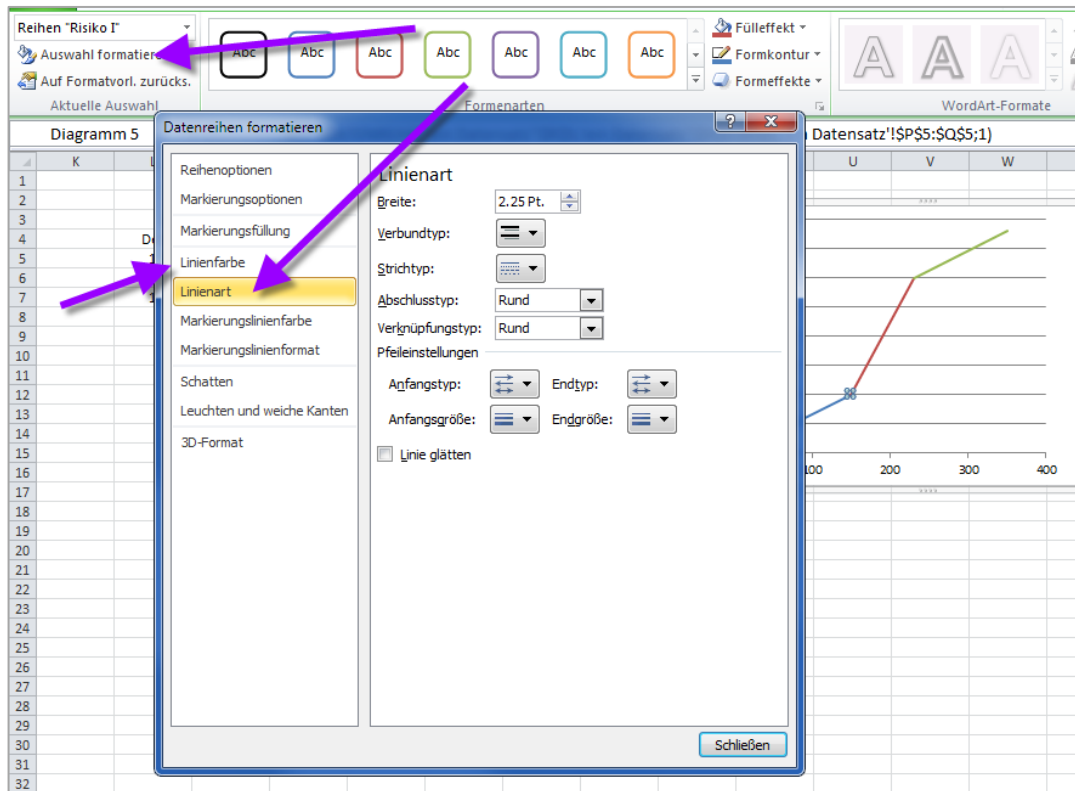 Reihen "Risiko I"
Auswahl formatieren
Auf Formatvorl. zurücks.
Aktuelle Auswahl
Abc Abc Abc Abc Abc Abc Abc
Formenarten
Fülleffekt
Formkontur
Formeffekte
A A A
WordArt-Formate
Diagramm 5
Datensatz'!$P$5:$Q$5;1)
Datenreihen formatieren
K U V W
1
2
3
4
5
6
7
8
9
10
11
12
13
14
15
16
17
18
19
20
21
22
23
24
25
26
27
28
29
30
31
32
Reihenoptionen
Markierungsoptionen
Markierungsfüllung
Linienfarbe
Linienart
Markierungslinienfarbe
Markierungslinienformat
Schatten
Leuchten und weiche Kanten
3D-Format
Linienart
Breite: 2.25 Pt.
Verbundtyp:
Strichtyp:
Abschlusstyp: Rund
Verknüpfungstyp: Rund
Pfeileinstellungen
Anfangstyp: Endtyp:
Anfangsgröße: Endgröße:
Linie glätten
Schließen
100 200 300 400